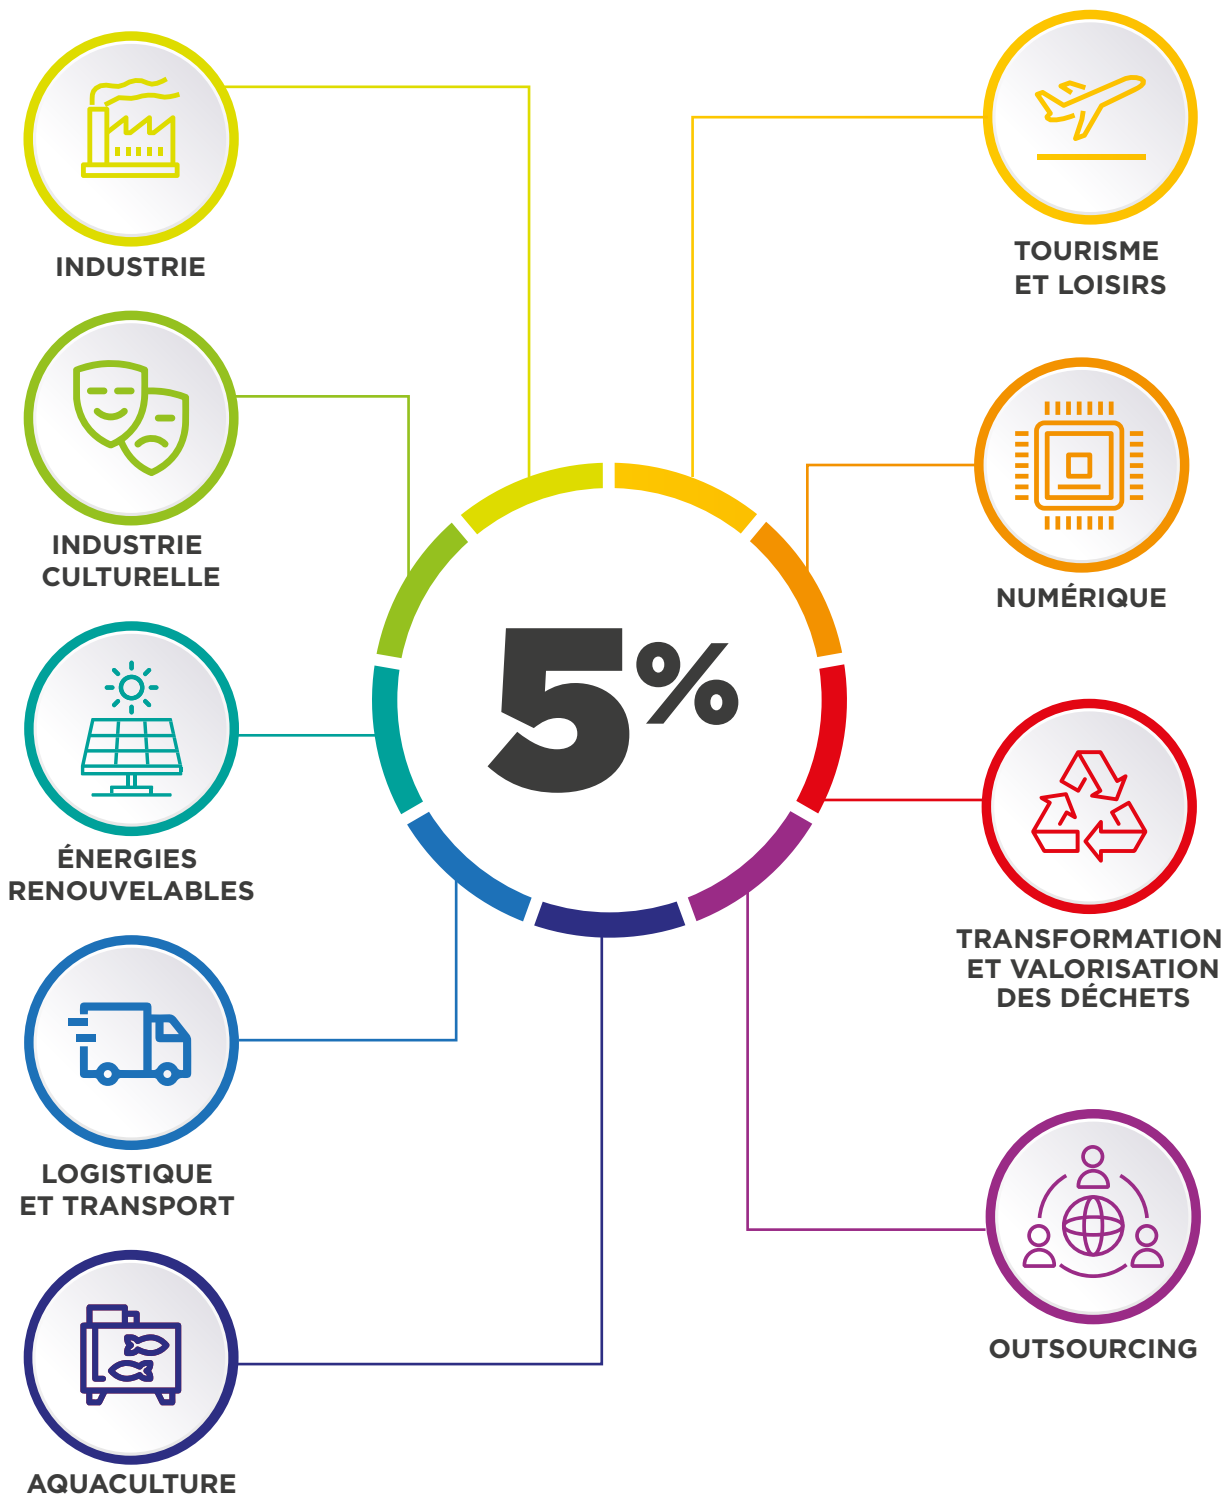 INDUSTRIE
INDUSTRIE
CULTURELLE
ÉNERGIES
RENOUVELABLES
LOGISTIQUE
ET TRANSPORT
AQUACULTURE
5%
TOURISME
ET LOISIRS
NUMÉRIQUE
TRANSFORMATION
ET VALORISATION
DES DÉCHETS
OUTSOURCING